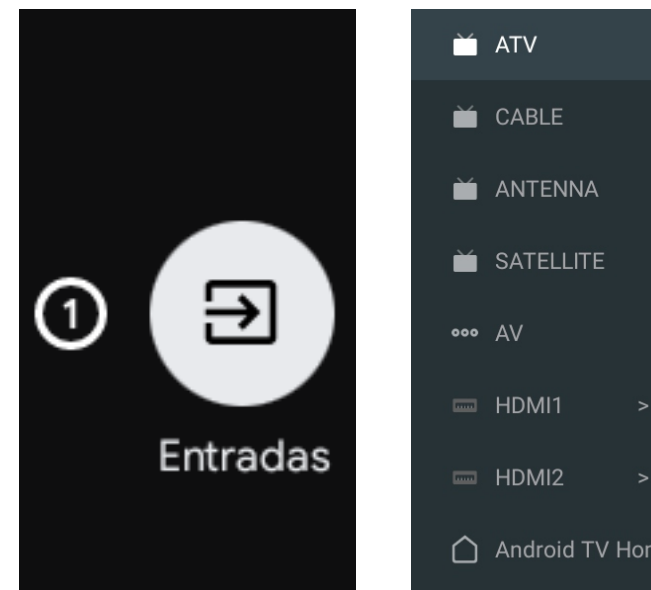 1
Entradas
ATV
CABLE
ANTENNA
SATELLITE
AV
HDMI1 >
HDMI2 >
Android TV Hor